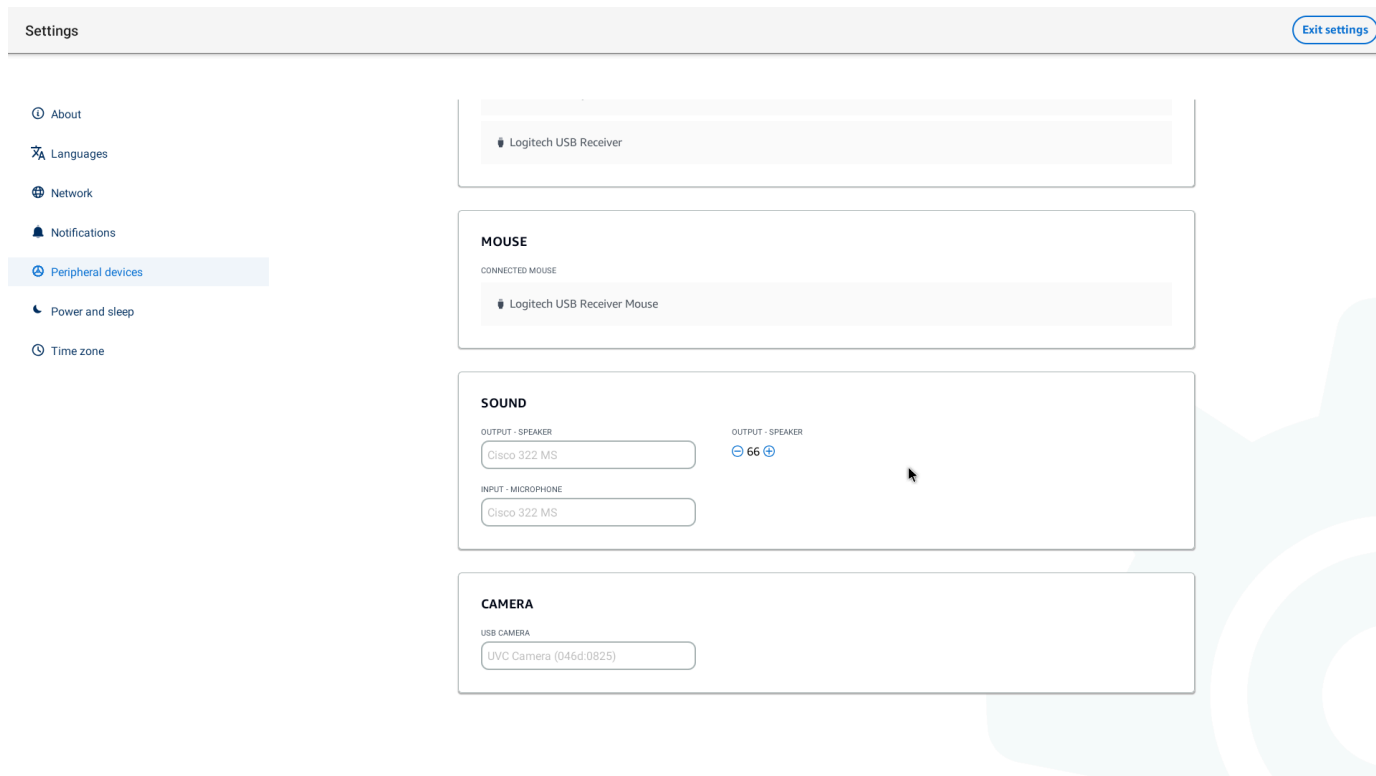 Settings
Exit settings
About
Languages
Network
Notifications
Peripheral devices
Power and sleep
Time zone
Logitech USB Receiver
MOUSE
CONNECTED MOUSE
Logitech USB Receiver Mouse
SOUND
OUTPUT - SPEAKER
Cisco 322 MS
OUTPUT - SPEAKER
66
INPUT - MICROPHONE
Cisco 322 MS
CAMERA
USB CAMERA
UVC Camera (046d:0825)